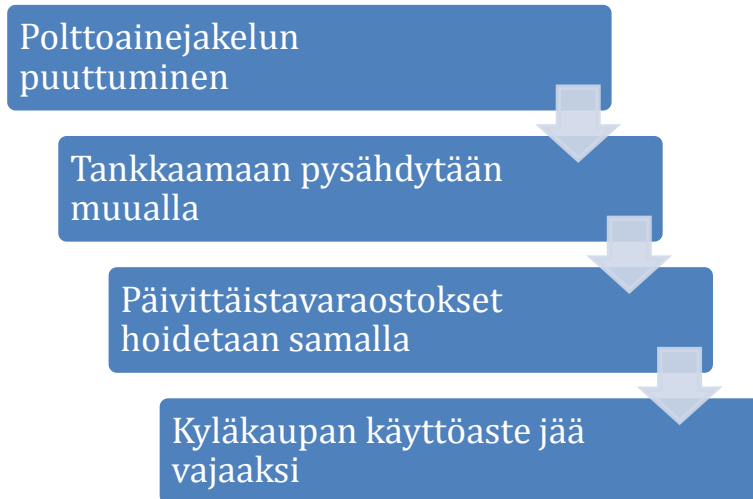 Polttoainejakelun
puuttuminen
Tankkaamaan pysähdytään
muualla
Päivittäistavaraostokset
hoidetaan samalla
Kyläkaupan käyttöaste jää
vajaaksi